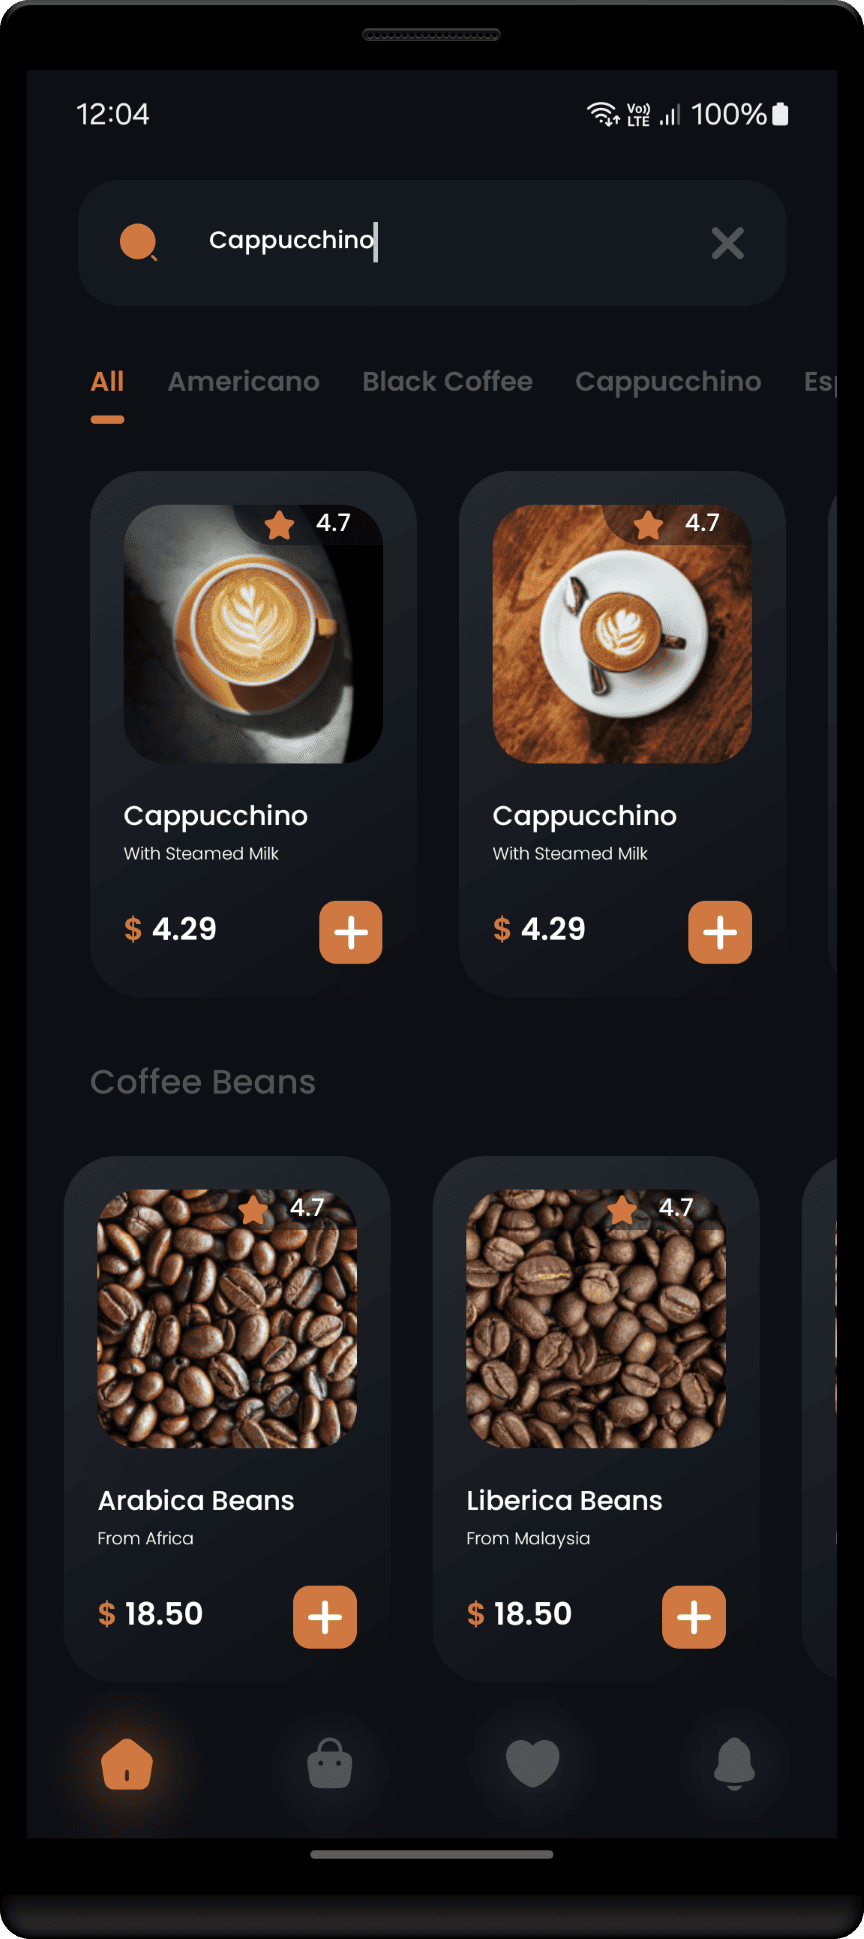 12:04 Vo)) LTE 100%
Cappucchino
All Americano Black Coffee Cappucchino Es
4.7 4.7
Cappucchino Cappucchino
With Steamed Milk With Steamed Milk
$ 4.29 $ 4.29
Coffee Beans
4.7 4.7
Arabica Beans Liberica Beans
From Africa From Malaysia
$ 18.50 $ 18.50